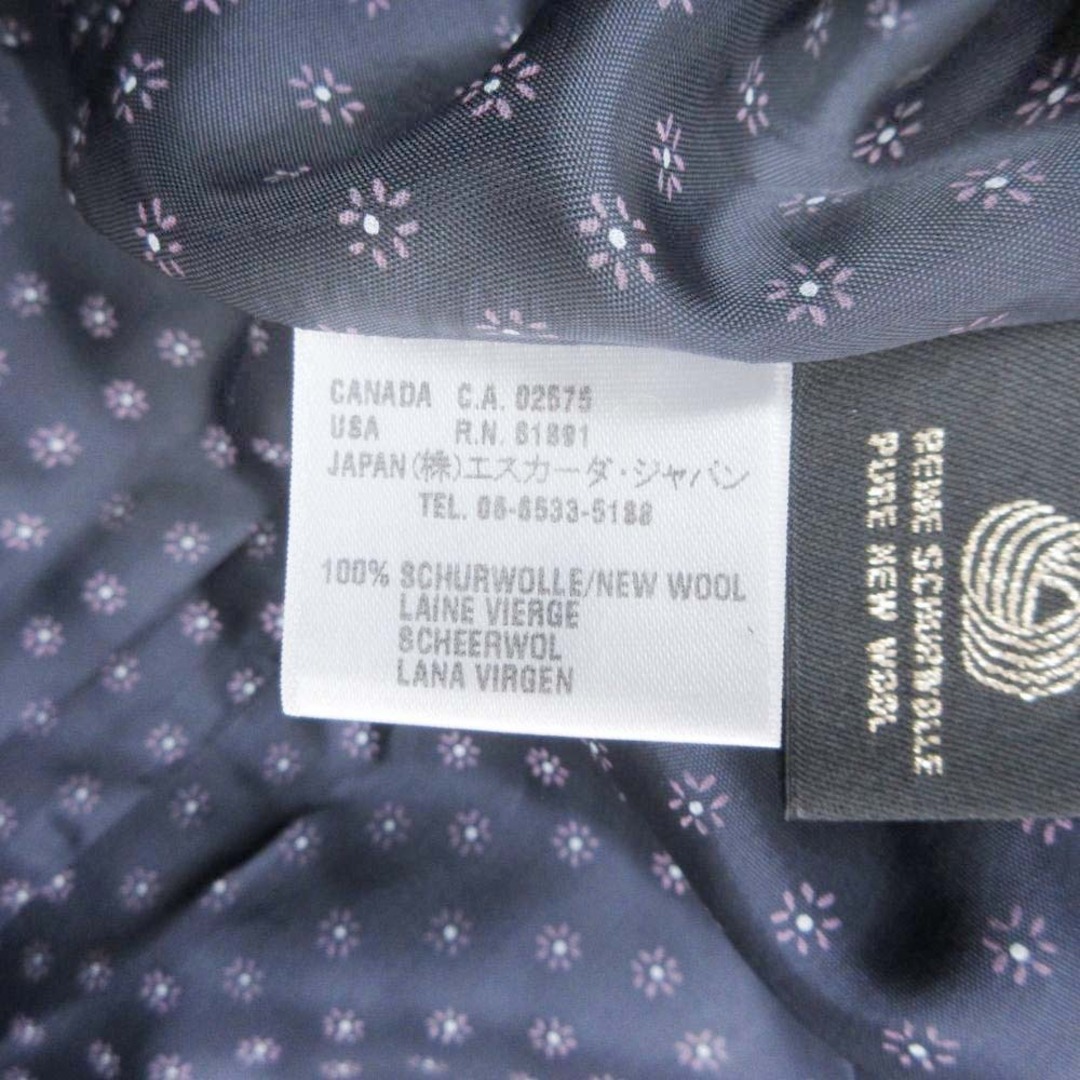 CANADA C.A. 02575
USA R.N. 61891
JAPAN (株)エスカーダ・ジャパン
TEL. 06-6533-5188
100% SCHURWOLLE/NEW WOOL
LAINE VIERGE
SCHEERWOL
LANA VIRGEN
REINE SCHURWOLLE
PURE NEW WOOL